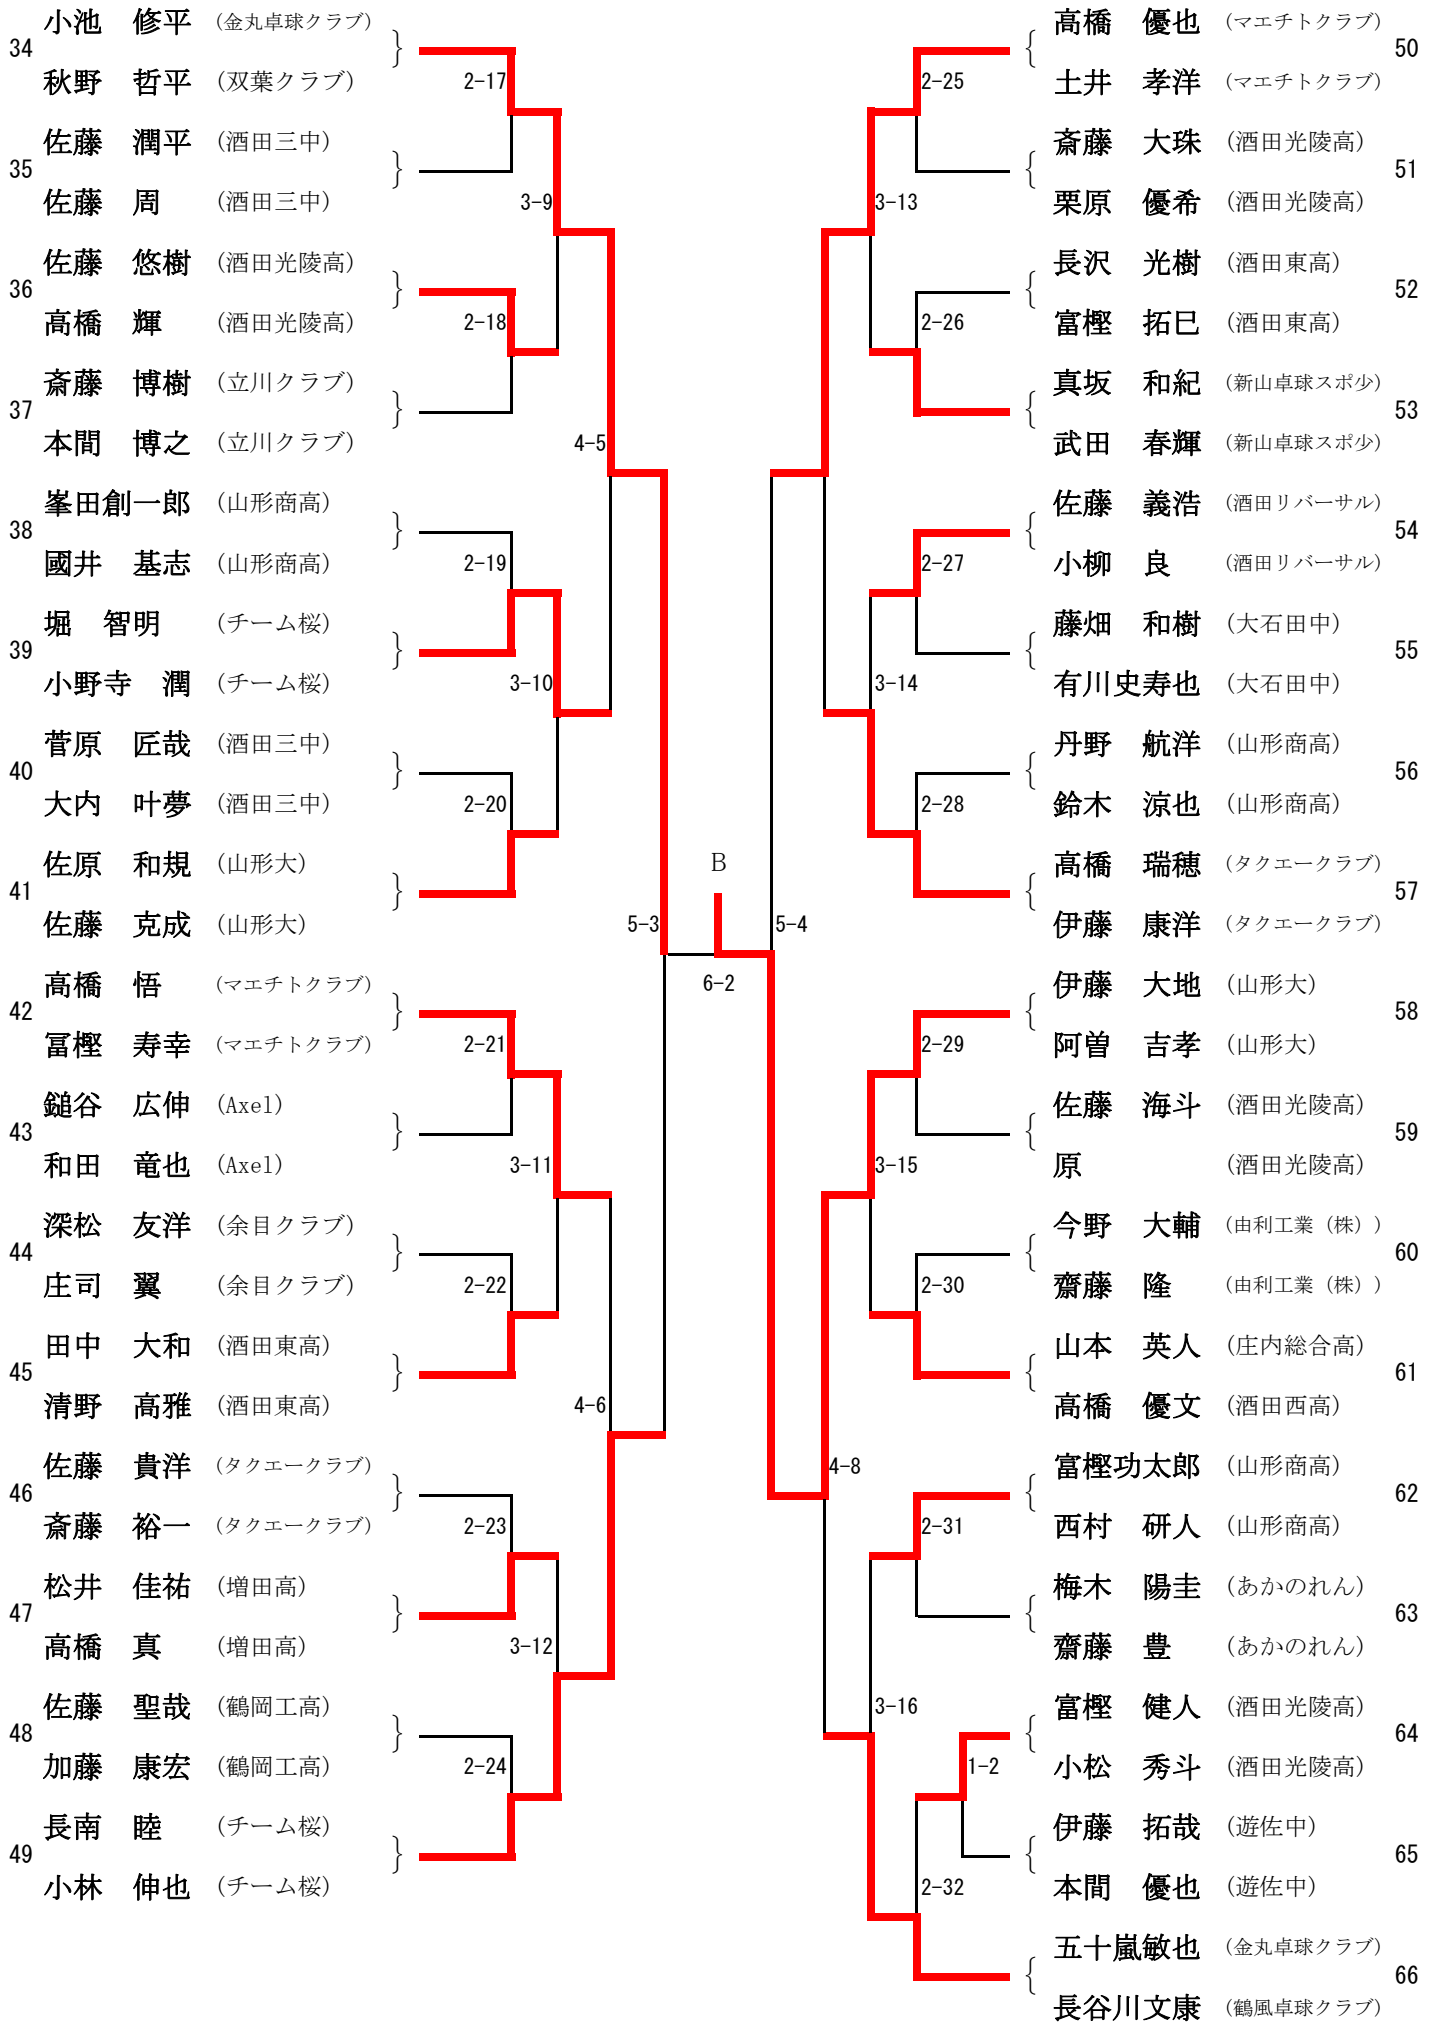 34
小池　修平 (金丸卓球クラブ)
秋野　哲平 (双葉クラブ)
2-17
35
佐藤　潤平 (酒田三中)
佐藤　周 (酒田三中)
3-9
36
佐藤　悠樹 (酒田光陵高)
高橋　輝 (酒田光陵高)
2-18
37
斎藤　博樹 (立川クラブ)
本間　博之 (立川クラブ)
4-5
38
峯田創一郎 (山形商高)
國井　基志 (山形商高)
2-19
39
堀　智明 (チーム桜)
小野寺　潤 (チーム桜)
3-10
40
菅原　匠哉 (酒田三中)
大内　叶夢 (酒田三中)
2-20
41
佐原　和規 (山形大)
佐藤　克成 (山形大)
5-3
42
高橋　悟 (マエチトクラブ)
冨樫　寿幸 (マエチトクラブ)
2-21
43
鎚谷　広伸 (Axel)
和田　竜也 (Axel)
3-11
44
深松　友洋 (余目クラブ)
庄司　翼 (余目クラブ)
2-22
45
田中　大和 (酒田東高)
清野　高雅 (酒田東高)
4-6
46
佐藤　貴洋 (タクエークラブ)
斎藤　裕一 (タクエークラブ)
2-23
47
松井　佳祐 (増田高)
高橋　真 (増田高)
3-12
48
佐藤　聖哉 (鶴岡工高)
加藤　康宏 (鶴岡工高)
2-24
49
長南　睦 (チーム桜)
小林　伸也 (チーム桜)
B
6-2
高橋　優也 (マエチトクラブ)
50
2-25
土井　孝洋 (マエチトクラブ)
斎藤　大珠 (酒田光陵高)
51
3-13
栗原　優希 (酒田光陵高)
長沢　光樹 (酒田東高)
52
2-26
富樫　拓巳 (酒田東高)
真坂　和紀 (新山卓球スポ少)
53
武田　春輝 (新山卓球スポ少)
佐藤　義浩 (酒田リバーサル)
54
2-27
小柳　良 (酒田リバーサル)
藤畑　和樹 (大石田中)
55
3-14
有川史寿也 (大石田中)
丹野　航洋 (山形商高)
56
2-28
鈴木　涼也 (山形商高)
高橋　瑞穂 (タクエークラブ)
57
5-4
伊藤　康洋 (タクエークラブ)
伊藤　大地 (山形大)
58
2-29
阿曽　吉孝 (山形大)
佐藤　海斗 (酒田光陵高)
59
3-15
原 (酒田光陵高)
今野　大輔 (由利工業（株）)
60
2-30
齋藤　隆 (由利工業（株）)
山本　英人 (庄内総合高)
61
高橋　優文 (酒田西高)
4-8
富樫功太郎 (山形商高)
62
2-31
西村　研人 (山形商高)
梅木　陽圭 (あかのれん)
63
齋藤　豊 (あかのれん)
3-16
富樫　健人 (酒田光陵高)
64
1-2
小松　秀斗 (酒田光陵高)
伊藤　拓哉 (遊佐中)
65
2-32
本間　優也 (遊佐中)
五十嵐敏也 (金丸卓球クラブ)
66
長谷川文康 (鶴風卓球クラブ)